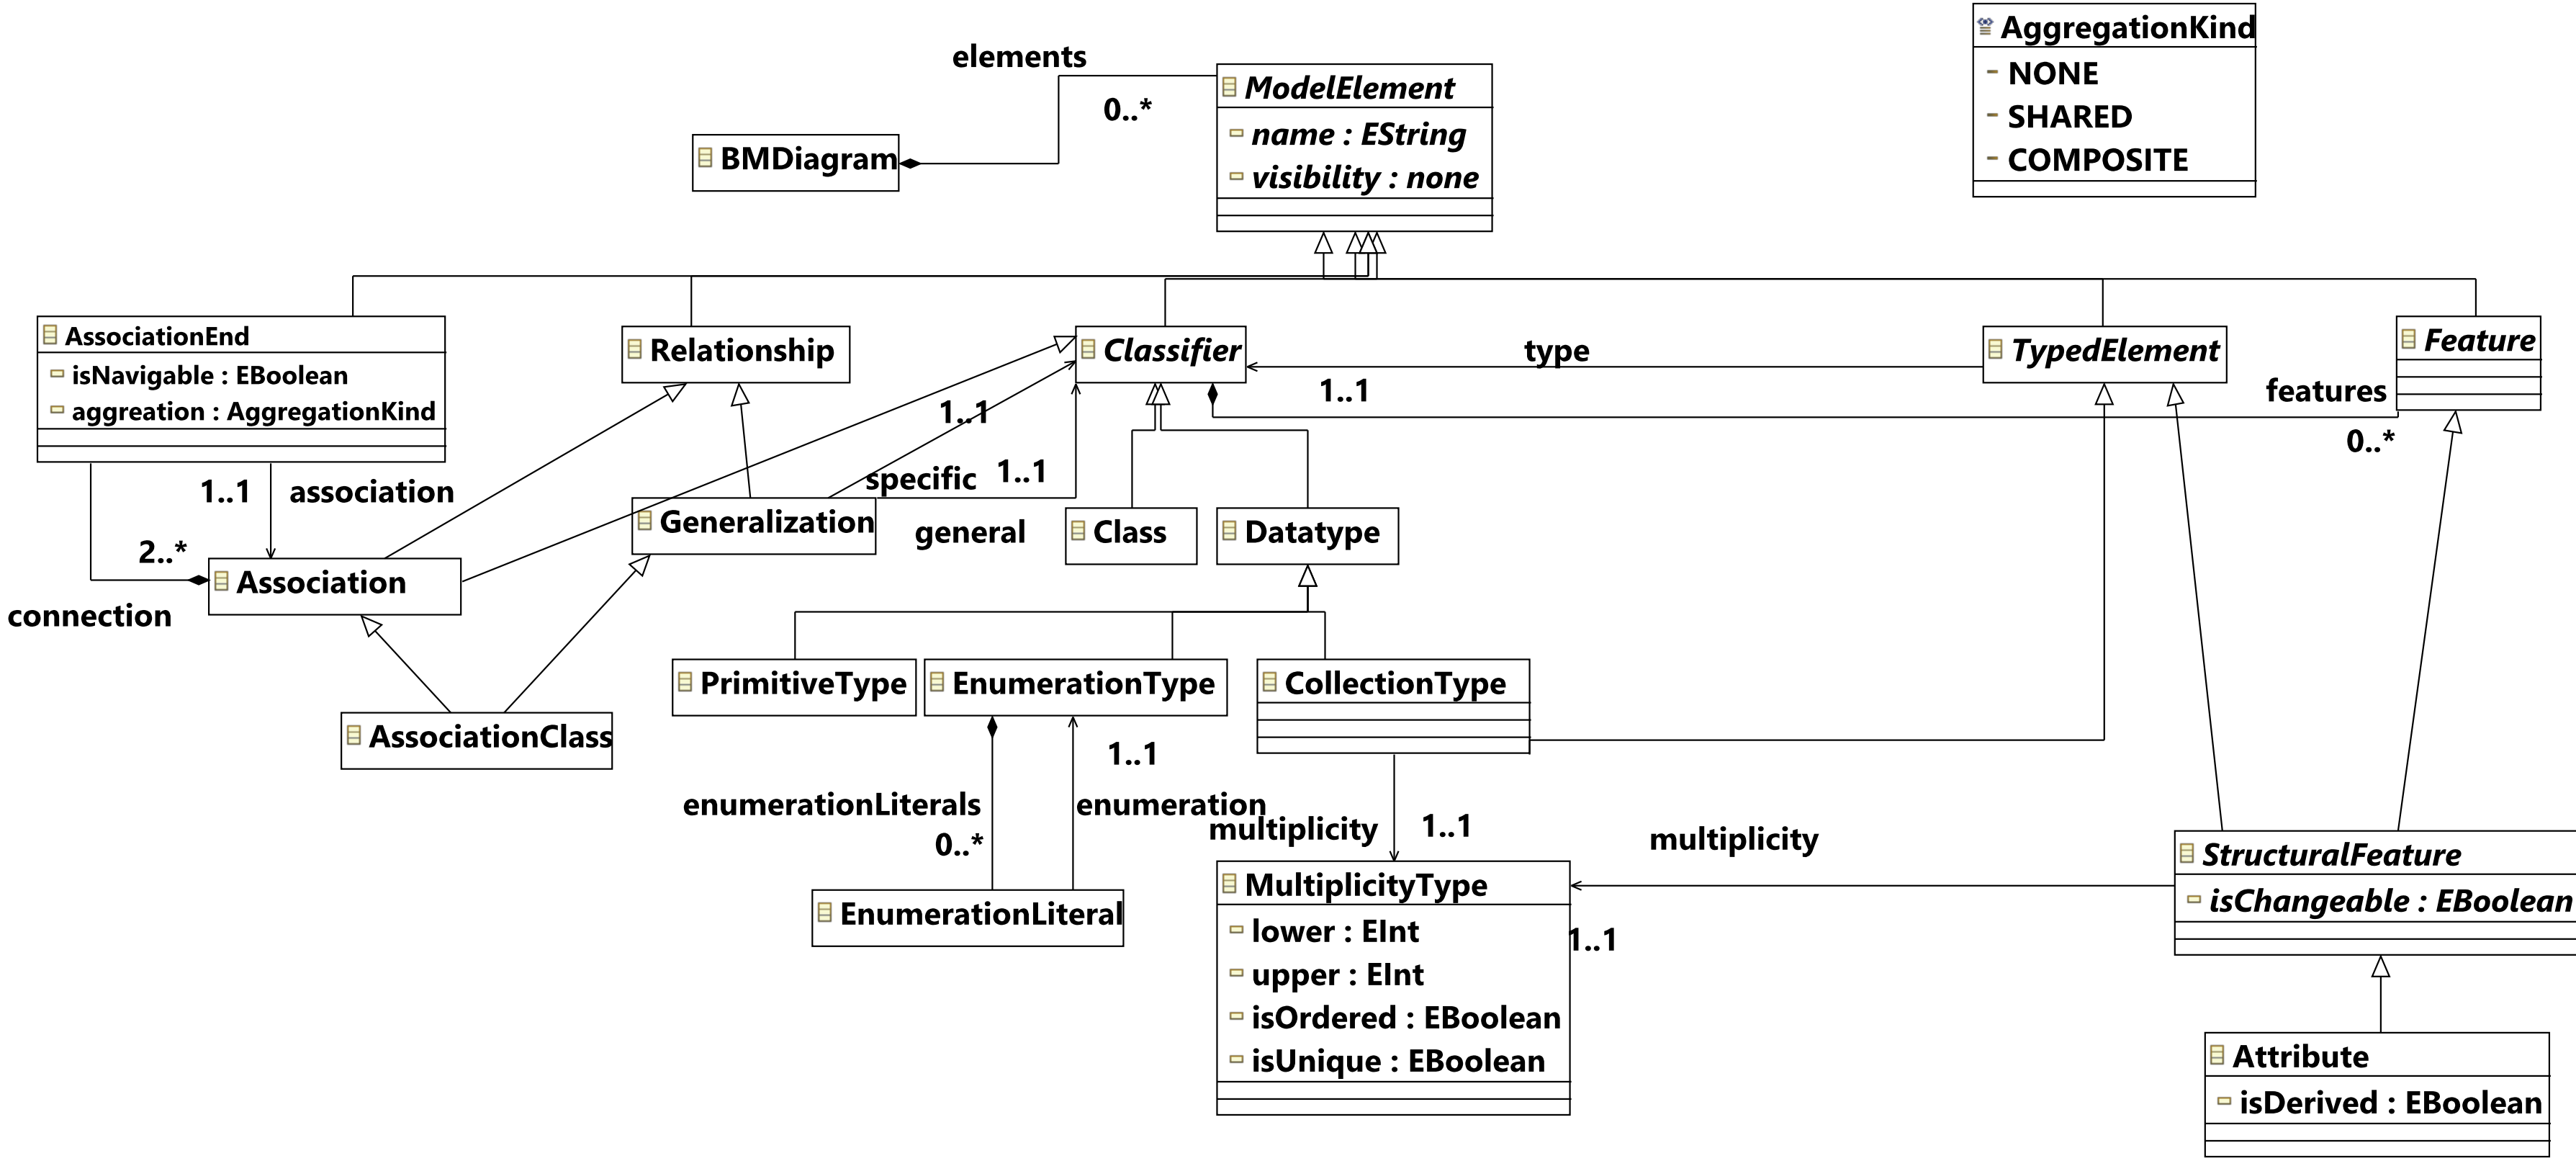 elements
0..*
BMDiagram
ModelElement
name : EString
visibility : none
AggregationKind
NONE
SHARED
COMPOSITE
AssociationEnd
isNavigable : EBoolean
aggreation : AggregationKind
Relationship
Classifier
type
1..1
TypedElement
Feature
features
0..*
1..1
specific
1..1
general
1..1
association
2..*
connection
Association
Generalization
Class
Datatype
AssociationClass
PrimitiveType
EnumerationType
CollectionType
1..1
enumerationLiterals
0..*
enumeration
multiplicity
1..1
multiplicity
1..1
EnumerationLiteral
MultiplicityType
lower : EInt
upper : EInt
isOrdered : EBoolean
isUnique : EBoolean
StructuralFeature
isChangeable : EBoolean
Attribute
isDerived : EBoolean